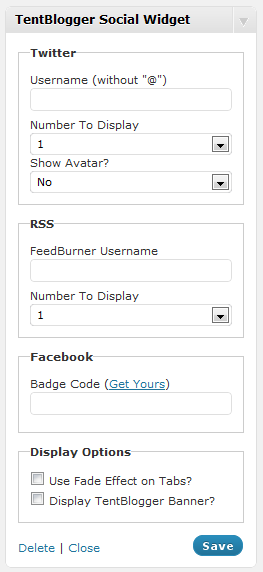 TentBlogger Social Widget
Twitter
Username (without "@")
Number To Display
1
Show Avatar?
No
RSS
FeedBurner Username
Number To Display
1
Facebook
Badge Code (Get Yours)
Display Options
Use Fade Effect on Tabs?
Display TentBlogger Banner?
Delete | Close
Save